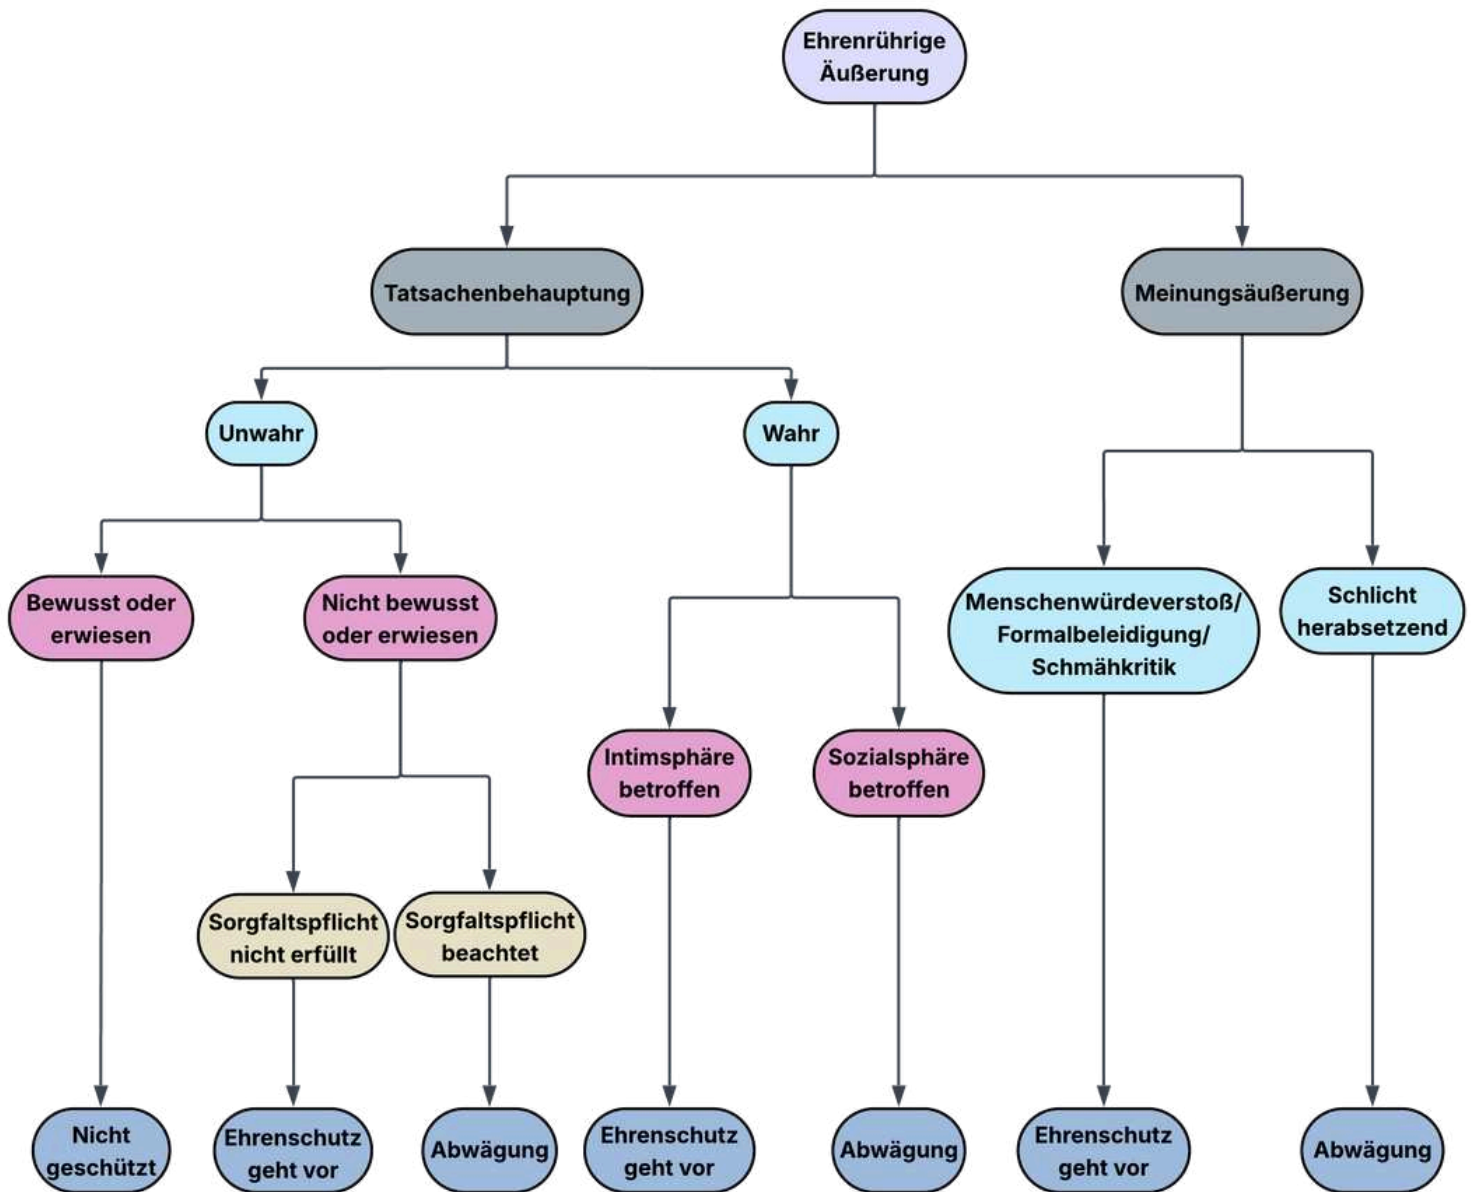 Ehrenrührige
Äußerung
Tatsachenbehauptung
Meinungsäußerung
Unwahr
Wahr
Bewusst oder
erwiesen
Nicht bewusst
oder erwiesen
Menschenwürdeverstoß/
Formalbeleidigung/
Schmähkritik
Schlicht
herabsetzend
Intimsphäre
betroffen
Sozialsphäre
betroffen
Sorgfaltspflicht
nicht erfüllt
Sorgfaltspflicht
beachtet
Nicht
geschützt
Ehrenschutz
geht vor
Abwägung
Ehrenschutz
geht vor
Abwägung
Ehrenschutz
geht vor
Abwägung